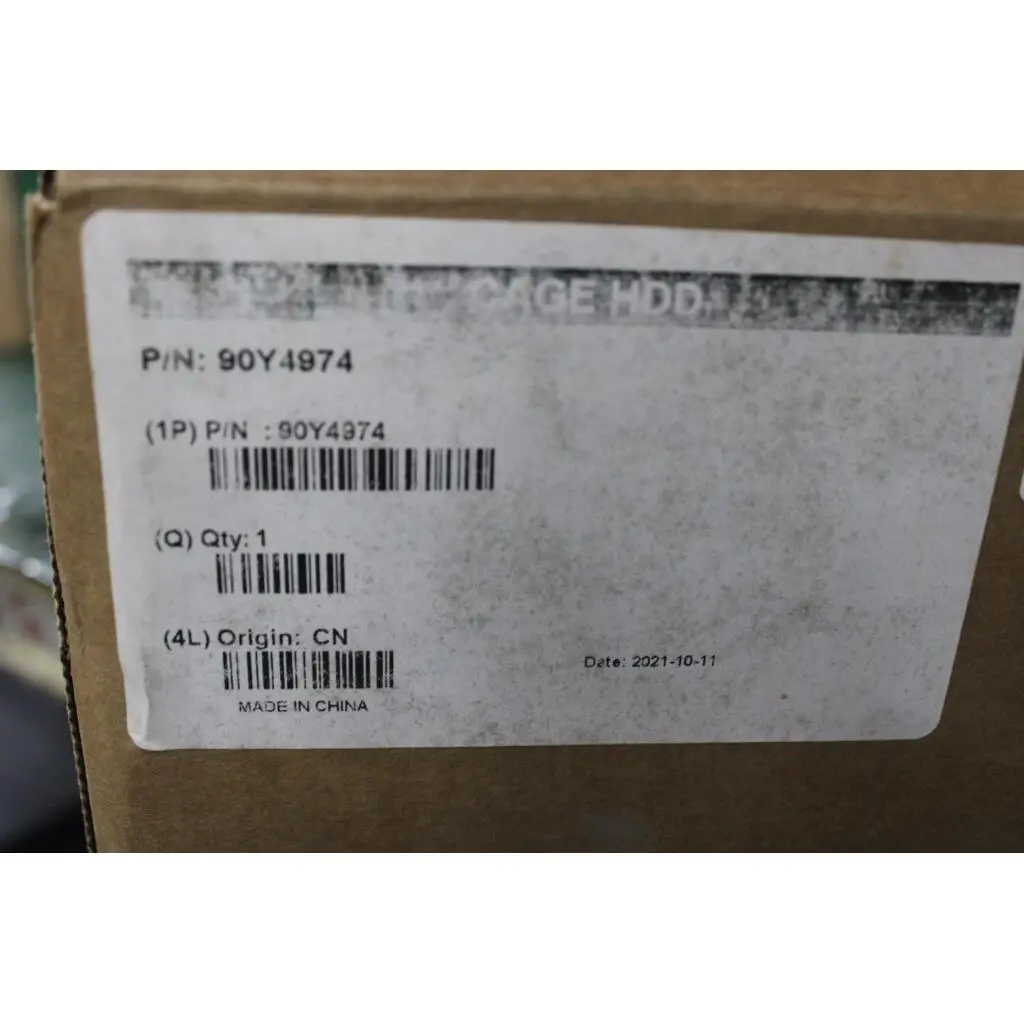 CAGE HDD
P/N: 90Y4974
(1P) P/N : 90Y4974
(Q) Qty: 1
(4L) Origin: CN
MADE IN CHINA
Date: 2021-10-11